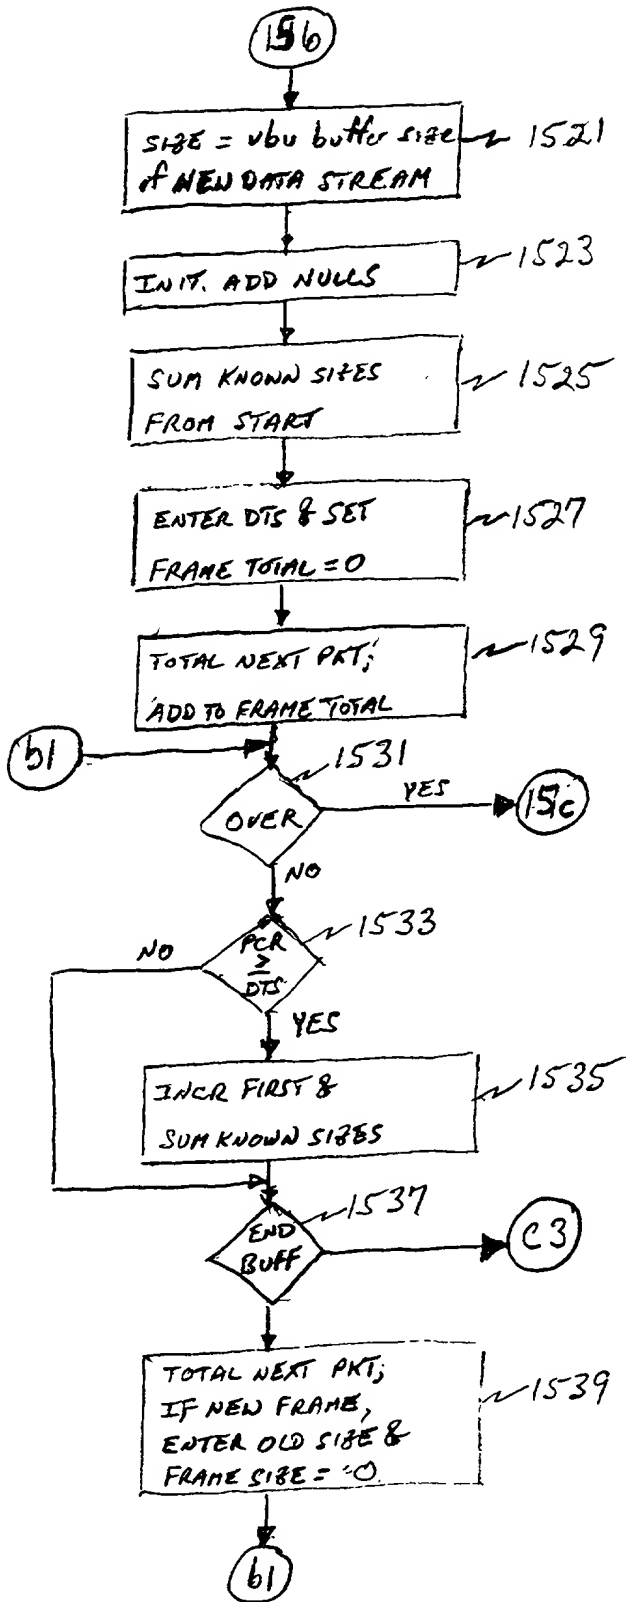 15b
SIZE = vbv buffer size
of NEW DATA STREAM
1521
INIT. ADD NULLS
1523
SUM KNOWN SIZES
FROM START
1525
ENTER DTS & SET
FRAME TOTAL = 0
1527
TOTAL NEXT PKT;
ADD TO FRAME TOTAL
1529
b1
1531
OVER
YES
15c
NO
1533
PCR
≥
DTS
NO
YES
INCR FIRST &
SUM KNOWN SIZES
1535
1537
END
BUFF
C3
TOTAL NEXT PKT;
IF NEW FRAME,
ENTER OLD SIZE &
FRAME SIZE = 0
1539
b1